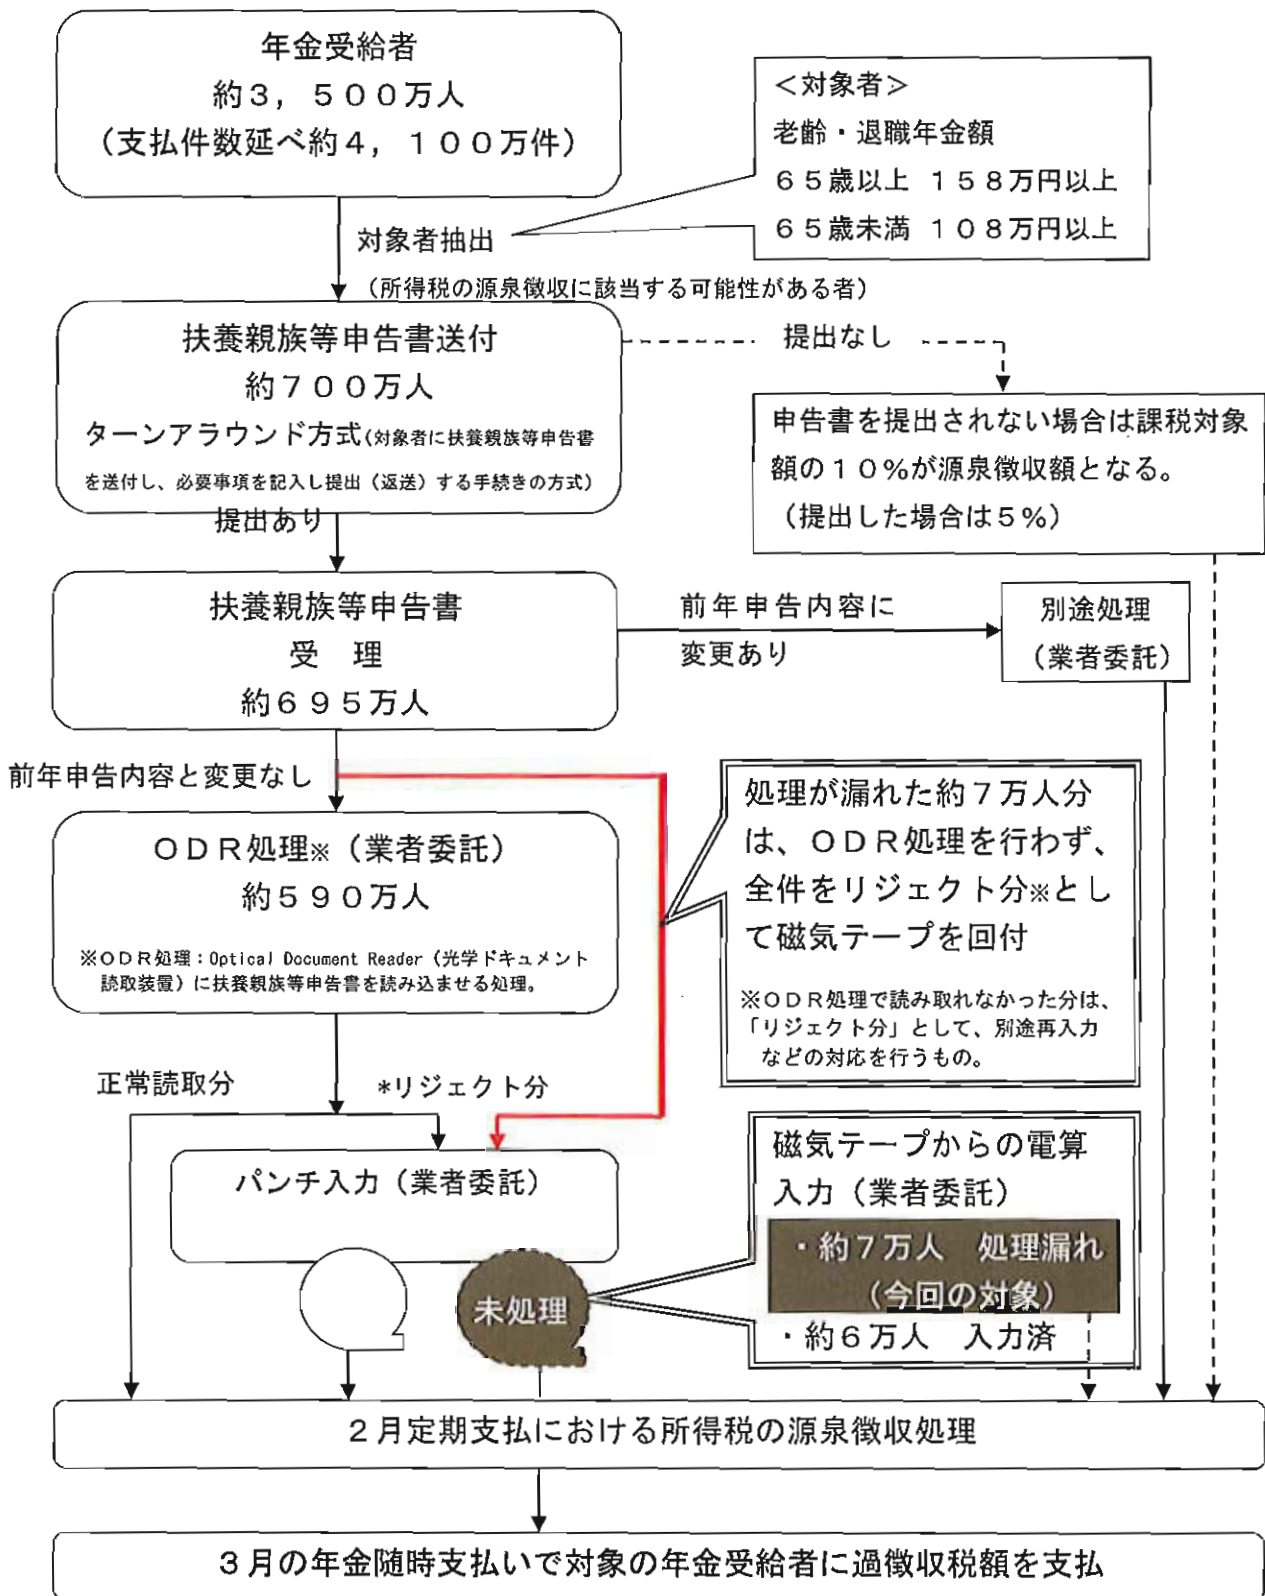 年金受給者
約３，５００万人
（支払件数延べ約４，１００万件）
＜対象者＞
老齢・退職年金額
６５歳以上 １５８万円以上
６５歳未満 １０８万円以上
対象者抽出
（所得税の源泉徴収に該当する可能性がある者）
扶養親族等申告書送付
約７００万人
ターンアラウンド方式（対象者に扶養親族等申告書
を送付し、必要事項を記入し提出（返送）する手続きの方式）
提出なし
申告書を提出されない場合は課税対象
額の１０％が源泉徴収額となる。
（提出した場合は５％）
提出あり
扶養親族等申告書
受　理
約６９５万人
前年申告内容に
変更あり
別途処理
（業者委託）
前年申告内容と変更なし
ＯＤＲ処理※（業者委託）
約５９０万人
※ＯＤＲ処理：Optical Document Reader（光学ドキュメント
読取装置）に扶養親族等申告書を読み込ませる処理。
処理が漏れた約７万人分
は、ＯＤＲ処理を行わず、
全件をリジェクト分※とし
て磁気テープを回付
※ＯＤＲ処理で読み取れなかった分は、
「リジェクト分」として、別途再入力
などの対応を行うもの。
正常読取分
*リジェクト分
パンチ入力（業者委託）
未処理
磁気テープからの電算
入力（業者委託）
・約７万人　処理漏れ
（今回の対象）
・約６万人　入力済
２月定期支払における所得税の源泉徴収処理
３月の年金随時支払いで対象の年金受給者に過徴収税額を支払